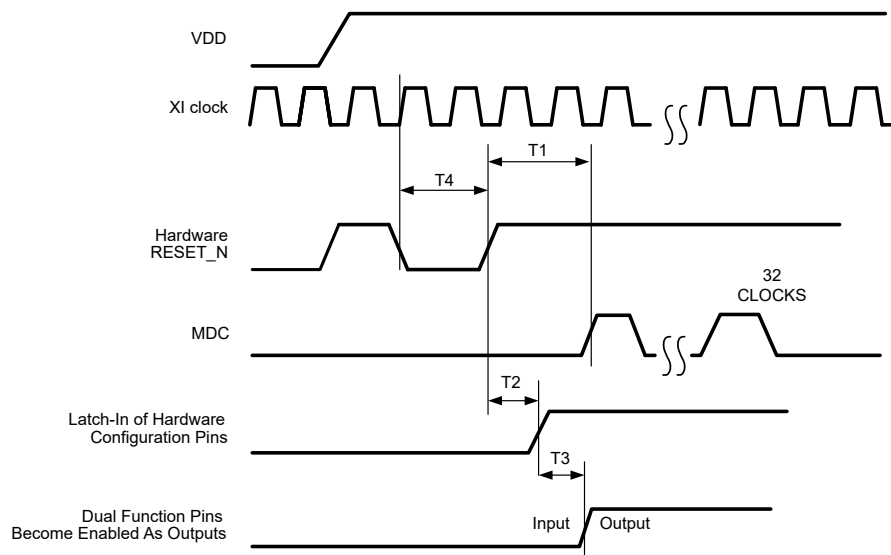 VDD
XI clock
T1
T4
Hardware
RESET_N
32
CLOCKS
MDC
T2
Latch-In of Hardware
Configuration Pins
T3
Dual Function Pins
Become Enabled As Outputs
Input
Output